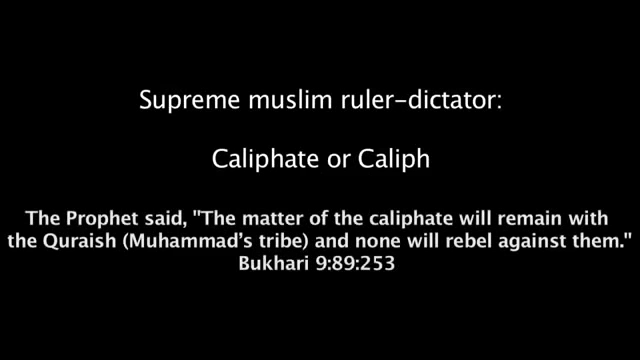 Supreme muslim ruler-dictator:
Caliphate or Caliph
The Prophet said, "The matter of the caliphate will remain with
the Quraish (Muhammad's tribe) and none will rebel against them."
Bukhari 9:89:253